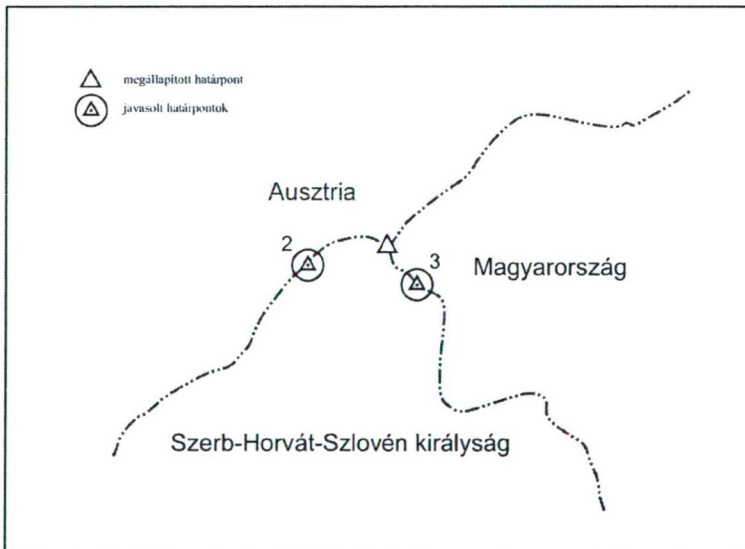 megállapított határpont
javasolt határpontok
Ausztria
2
3
Magyarország
Szerb-Horvát-Szlovén királyság